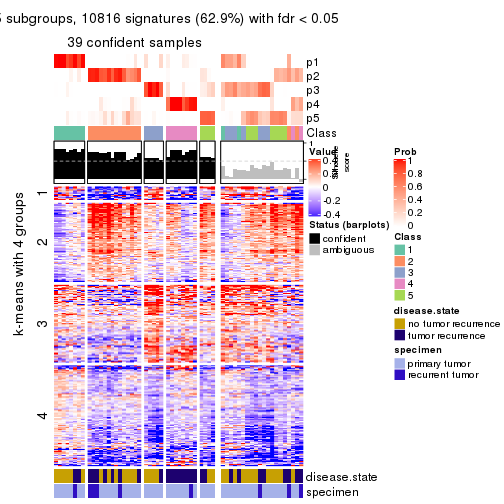 subgroups, 10816 signatures (62.9%) with fdr < 0.05
39 confident samples
p1
p2
p3
p4
p5
Class
1
Value
0.4
0.2
0
-0.2
-0.4
score
Status (barplots)
confident
ambiguous
Prob
1
0.8
0.6
0.4
0.2
0
Class
1
2
3
4
5
disease.state
no tumor recurrence
tumor recurrence
specimen
primary tumor
recurrent tumor
k-means with 4 groups
1
2
3
4
disease.state
specimen